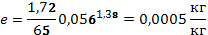 e = 1,72/65 0,056^1,38 = 0,0005 кг/кг